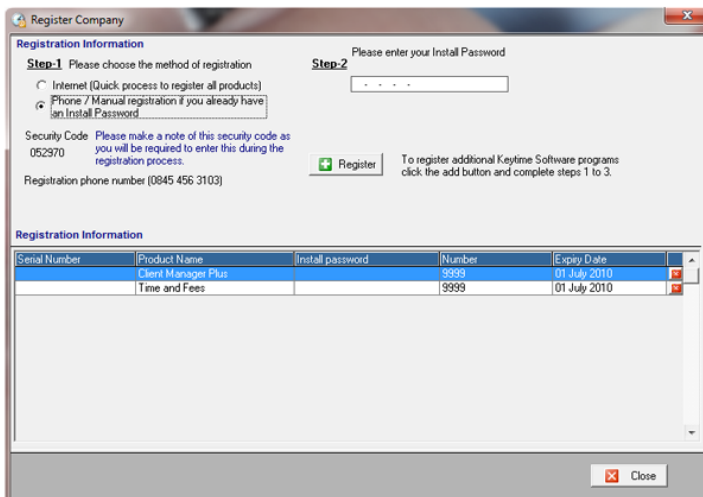 Register Company
Registration Information
Step-1 Please choose the method of registration
Internet (Quick process to register all products)
Phone / Manual registration if you already have
an Install Password
Security Code Please make a note of this security code as
052970 you will be required to enter this during the
registration process.
Registration phone number (0845 456 3103)
Please enter your Install Password
Step-2
- - - -
Register
To register additional Keytime Software programs
click the add button and complete steps 1 to 3.
Registration Information
Serial Number Product Name Install password Number Expiry Date
Client Manager Plus 9999 01 July 2010
Time and Fees 9999 01 July 2010
Close